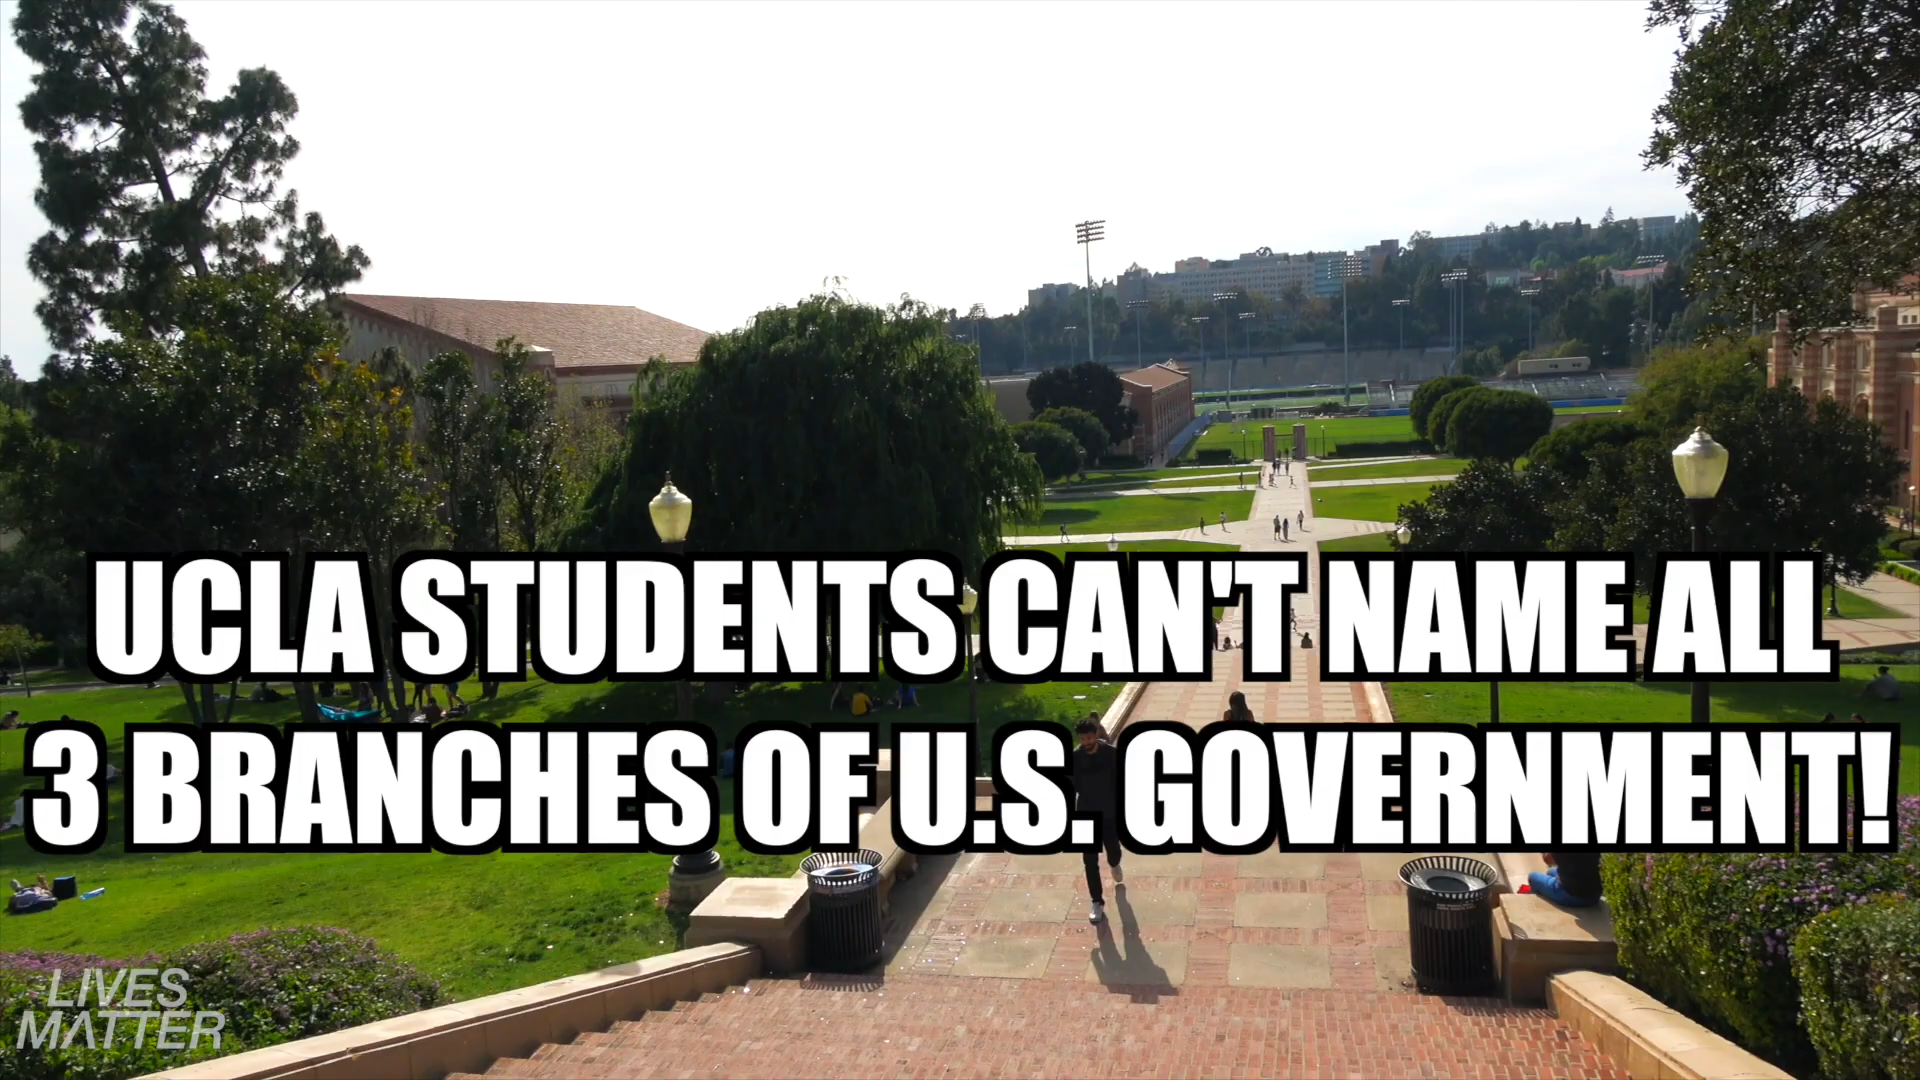 UCLA STUDENTS CAN'T NAME ALL
3 BRANCHES OF U.S. GOVERNMENT!
LIVES
MATTER